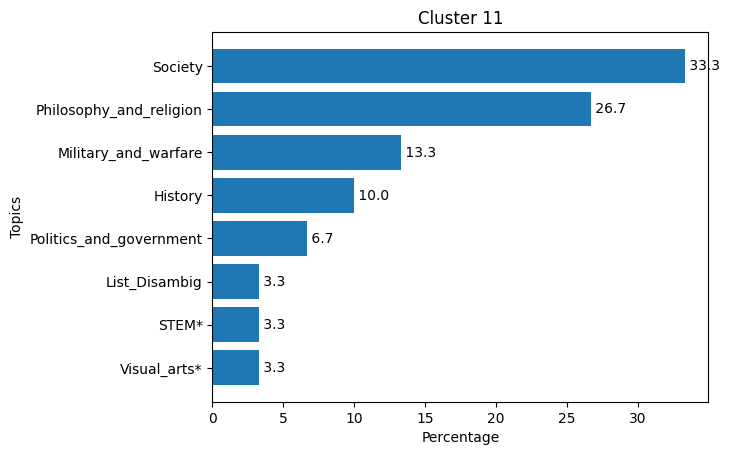 Cluster 11
Society 33.3
Philosophy_and_religion 26.7
Military_and_warfare 13.3
History 10.0
Politics_and_government 6.7
List_Disambig 3.3
STEM* 3.3
Visual_arts* 3.3
0 5 10 15 20 25 30
Percentage
Topics